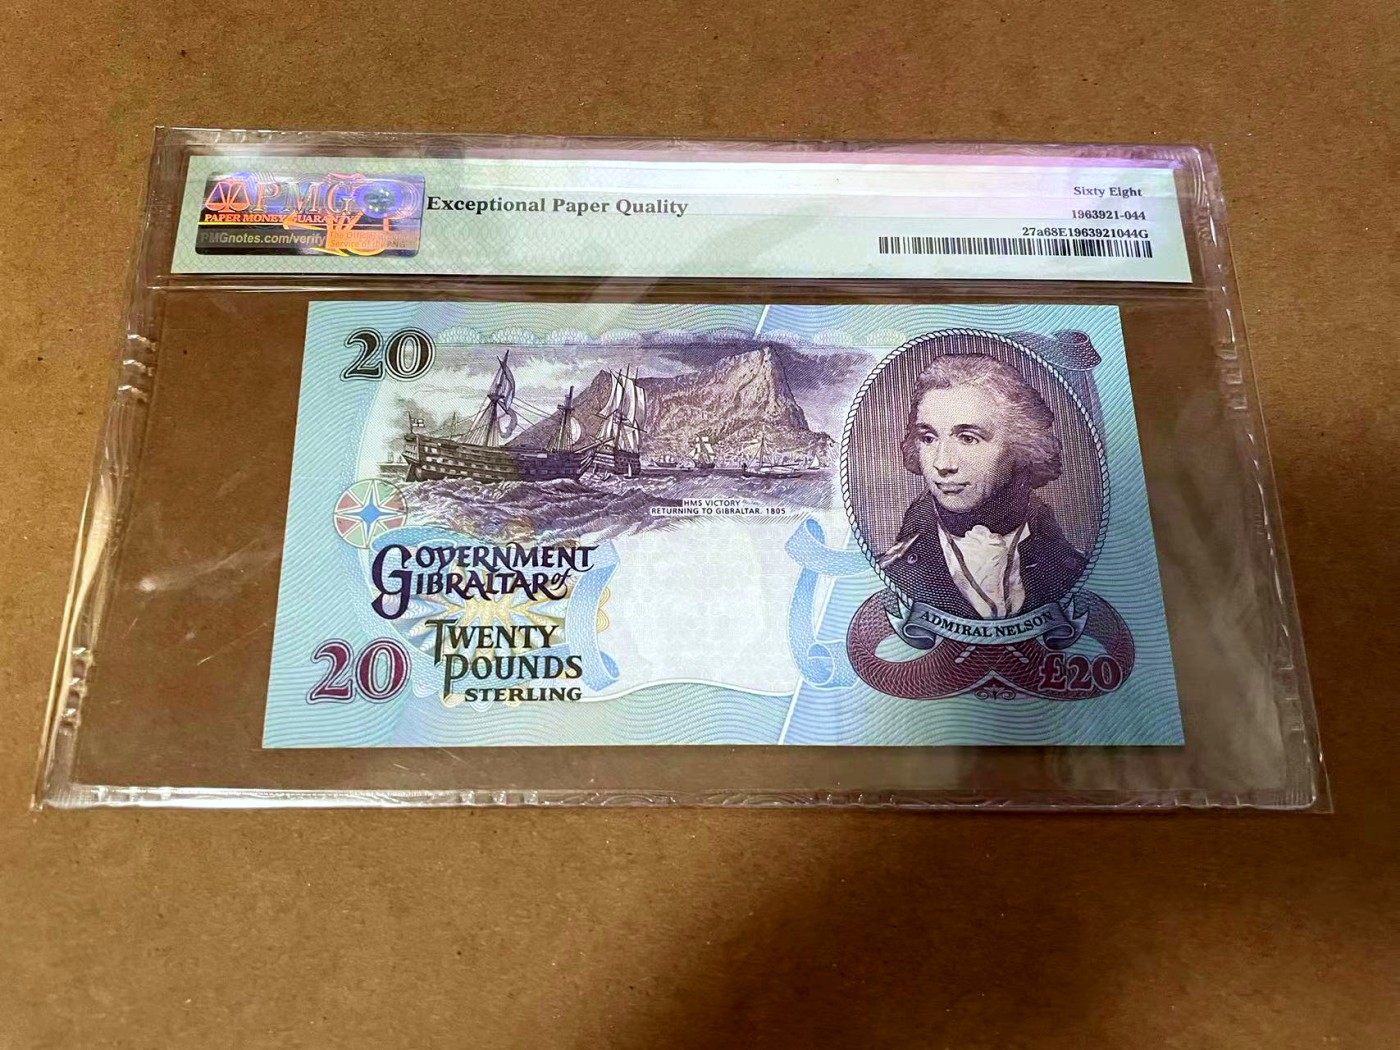 PMG
PAPER MONEY GUARANTY
PMGnotes.com/verify
Exceptional Paper Quality
Sixty Eight
1963921-044
27a68E1963921044G
20
HMS VICTORY
RETURNING TO GIBRALTAR. 1805
GOVERNMENT
of GIBRALTAR
TWENTY
POUNDS
STERLING
20
ADMIRAL NELSON
£20